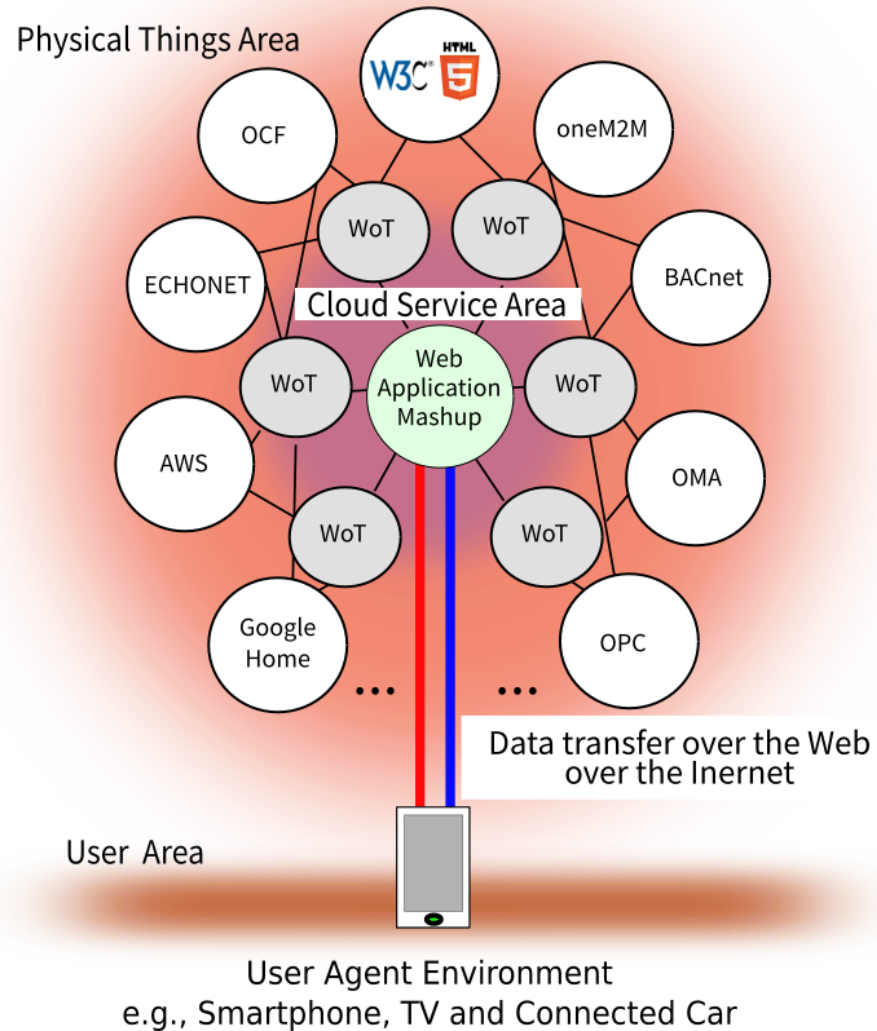 Physical Things Area
W3C®
HTML
5
OCF
oneM2M
WoT
WoT
ECHONET
BACnet
Cloud Service Area
Web
Application
Mashup
WoT
WoT
AWS
OMA
WoT
WoT
Google
Home
OPC
...
...
Data transfer over the Web
over the Inernet
User Area
User Agent Environment
e.g., Smartphone, TV and Connected Car